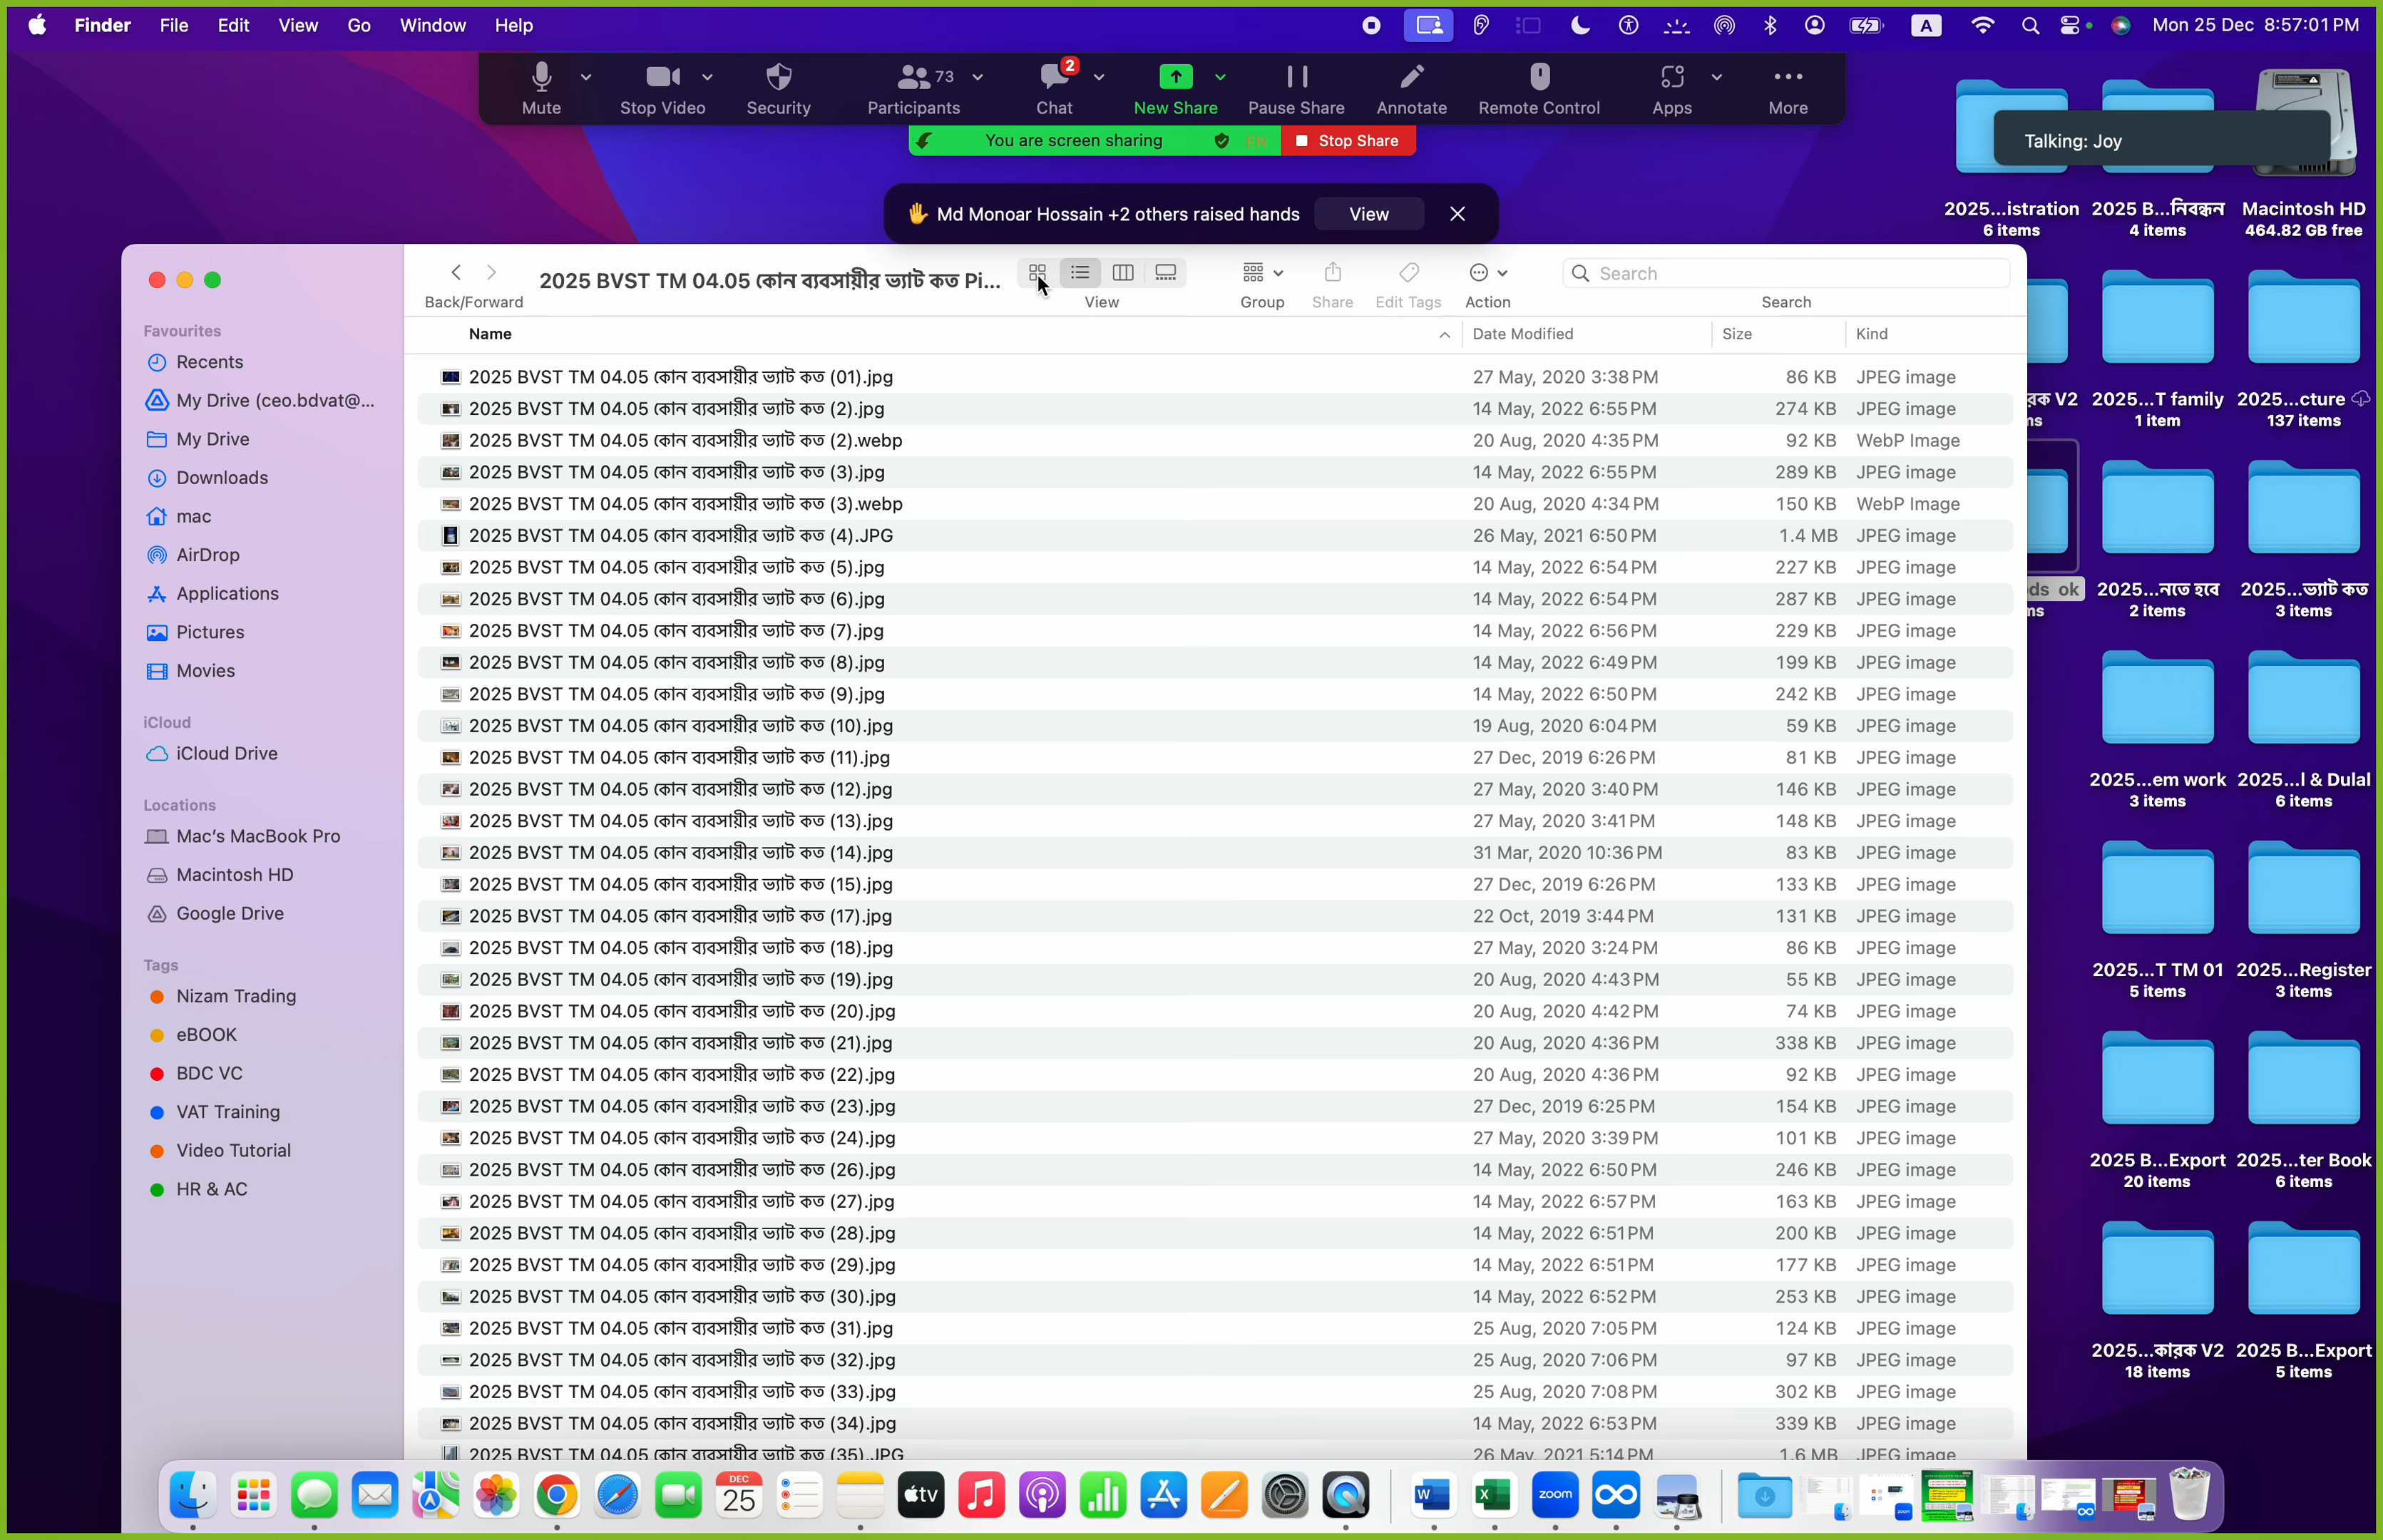 Finder File Edit View Go Window Help
A Mon 25 Dec 8:57:01 PM
Mute Stop Video Security Participants 73 Chat 2 New Share Pause Share Annotate Remote Control Apps More
You are screen sharing EN Stop Share
Talking: Joy
Md Monoar Hossain +2 others raised hands View
2025...istration 2025 B...নিবন্ধন Macintosh HD
6 items 4 items 464.82 GB free
Back/Forward
2025 BVST TM 04.05 কোন ব্যবসায়ীর ভ্যাট কত Pi...
View Group Share Edit Tags Action Search
Search
Favourites
Recents
My Drive (ceo.bdvat@...
My Drive
Downloads
mac
AirDrop
Applications
Pictures
Movies
iCloud
iCloud Drive
Locations
Mac's MacBook Pro
Macintosh HD
Google Drive
Tags
Nizam Trading
eBOOK
BDC VC
VAT Training
Video Tutorial
HR & AC
Name Date Modified Size Kind
2025 BVST TM 04.05 কোন ব্যবসায়ীর ভ্যাট কত (01).jpg 27 May, 2020 3:38 PM 86 KB JPEG image
2025 BVST TM 04.05 কোন ব্যবসায়ীর ভ্যাট কত (2).jpg 14 May, 2022 6:55 PM 274 KB JPEG image
2025 BVST TM 04.05 কোন ব্যবসায়ীর ভ্যাট কত (2).webp 20 Aug, 2020 4:35 PM 92 KB WebP Image
2025 BVST TM 04.05 কোন ব্যবসায়ীর ভ্যাট কত (3).jpg 14 May, 2022 6:55 PM 289 KB JPEG image
2025 BVST TM 04.05 কোন ব্যবসায়ীর ভ্যাট কত (3).webp 20 Aug, 2020 4:34 PM 150 KB WebP Image
2025 BVST TM 04.05 কোন ব্যবসায়ীর ভ্যাট কত (4).JPG 26 May, 2021 6:50 PM 1.4 MB JPEG image
2025 BVST TM 04.05 কোন ব্যবসায়ীর ভ্যাট কত (5).jpg 14 May, 2022 6:54 PM 227 KB JPEG image
2025 BVST TM 04.05 কোন ব্যবসায়ীর ভ্যাট কত (6).jpg 14 May, 2022 6:54 PM 287 KB JPEG image
2025 BVST TM 04.05 কোন ব্যবসায়ীর ভ্যাট কত (7).jpg 14 May, 2022 6:56 PM 229 KB JPEG image
2025 BVST TM 04.05 কোন ব্যবসায়ীর ভ্যাট কত (8).jpg 14 May, 2022 6:49 PM 199 KB JPEG image
2025 BVST TM 04.05 কোন ব্যবসায়ীর ভ্যাট কত (9).jpg 14 May, 2022 6:50 PM 242 KB JPEG image
2025 BVST TM 04.05 কোন ব্যবসায়ীর ভ্যাট কত (10).jpg 19 Aug, 2020 6:04 PM 59 KB JPEG image
2025 BVST TM 04.05 কোন ব্যবসায়ীর ভ্যাট কত (11).jpg 27 Dec, 2019 6:26 PM 81 KB JPEG image
2025 BVST TM 04.05 কোন ব্যবসায়ীর ভ্যাট কত (12).jpg 27 May, 2020 3:40 PM 146 KB JPEG image
2025 BVST TM 04.05 কোন ব্যবসায়ীর ভ্যাট কত (13).jpg 27 May, 2020 3:41 PM 148 KB JPEG image
2025 BVST TM 04.05 কোন ব্যবসায়ীর ভ্যাট কত (14).jpg 31 Mar, 2020 10:36 PM 83 KB JPEG image
2025 BVST TM 04.05 কোন ব্যবসায়ীর ভ্যাট কত (15).jpg 27 Dec, 2019 6:26 PM 133 KB JPEG image
2025 BVST TM 04.05 কোন ব্যবসায়ীর ভ্যাট কত (17).jpg 22 Oct, 2019 3:44 PM 131 KB JPEG image
2025 BVST TM 04.05 কোন ব্যবসায়ীর ভ্যাট কত (18).jpg 27 May, 2020 3:24 PM 86 KB JPEG image
2025 BVST TM 04.05 কোন ব্যবসায়ীর ভ্যাট কত (19).jpg 20 Aug, 2020 4:43 PM 55 KB JPEG image
2025 BVST TM 04.05 কোন ব্যবসায়ীর ভ্যাট কত (20).jpg 20 Aug, 2020 4:42 PM 74 KB JPEG image
2025 BVST TM 04.05 কোন ব্যবসায়ীর ভ্যাট কত (21).jpg 20 Aug, 2020 4:36 PM 338 KB JPEG image
2025 BVST TM 04.05 কোন ব্যবসায়ীর ভ্যাট কত (22).jpg 20 Aug, 2020 4:36 PM 92 KB JPEG image
2025 BVST TM 04.05 কোন ব্যবসায়ীর ভ্যাট কত (23).jpg 27 Dec, 2019 6:25 PM 154 KB JPEG image
2025 BVST TM 04.05 কোন ব্যবসায়ীর ভ্যাট কত (24).jpg 27 May, 2020 3:39 PM 101 KB JPEG image
2025 BVST TM 04.05 কোন ব্যবসায়ীর ভ্যাট কত (26).jpg 14 May, 2022 6:50 PM 246 KB JPEG image
2025 BVST TM 04.05 কোন ব্যবসায়ীর ভ্যাট কত (27).jpg 14 May, 2022 6:57 PM 163 KB JPEG image
2025 BVST TM 04.05 কোন ব্যবসায়ীর ভ্যাট কত (28).jpg 14 May, 2022 6:51 PM 200 KB JPEG image
2025 BVST TM 04.05 কোন ব্যবসায়ীর ভ্যাট কত (29).jpg 14 May, 2022 6:51 PM 177 KB JPEG image
2025 BVST TM 04.05 কোন ব্যবসায়ীর ভ্যাট কত (30).jpg 14 May, 2022 6:52 PM 253 KB JPEG image
2025 BVST TM 04.05 কোন ব্যবসায়ীর ভ্যাট কত (31).jpg 25 Aug, 2020 7:05 PM 124 KB JPEG image
2025 BVST TM 04.05 কোন ব্যবসায়ীর ভ্যাট কত (32).jpg 25 Aug, 2020 7:06 PM 97 KB JPEG image
2025 BVST TM 04.05 কোন ব্যবসায়ীর ভ্যাট কত (33).jpg 25 Aug, 2020 7:08 PM 302 KB JPEG image
2025 BVST TM 04.05 কোন ব্যবসায়ীর ভ্যাট কত (34).jpg 14 May, 2022 6:53 PM 339 KB JPEG image
2025 BVST TM 04.05 কোন ব্যবসায়ীর ভ্যাট কত (35).JPG 26 May, 2021 5:14 PM 1.6 MB JPEG image
রক V2 2025...T family 2025...cture
ns 1 item 137 items
ds ok 2025...নতে হবে 2025...ভ্যাট কত
ns 2 items 3 items
2025...em work 2025...l & Dulal
3 items 6 items
2025...T TM 01 2025...Register
5 items 3 items
2025 B...Export 2025...ter Book
20 items 6 items
2025...কারক V2 2025 B...Export
18 items 5 items
DEC
25
tv
W X zoom